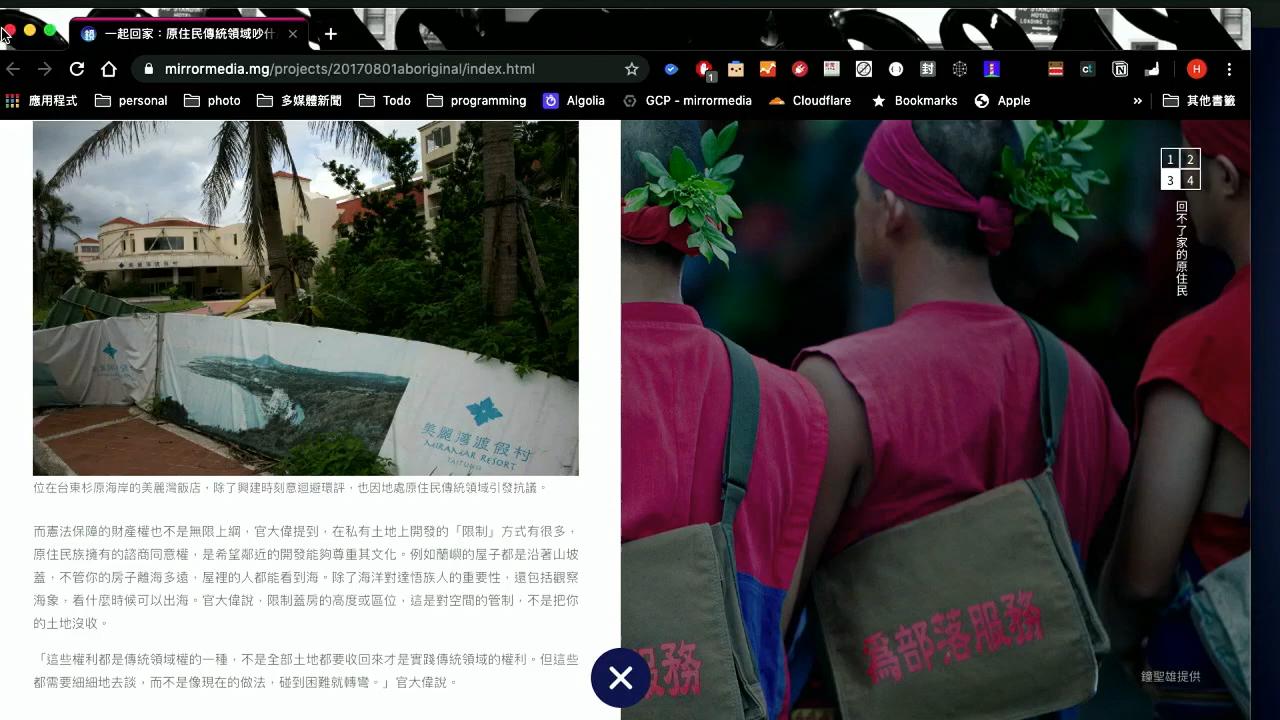 一起回家：原住民傳統領域吵什
mirrormedia.mg/projects/20170801aboriginal/index.html
1
H
應用程式
personal
photo
多媒體新聞
Todo
programming
Algolia
GCP - mirrormedia
Cloudflare
Bookmarks
Apple
»
其他書籤
美麗灣渡假村
MIRAMAR RESORT
TAITUNG
位在台東杉原海岸的美麗灣飯店，除了興建時刻意迴避環評，也因地處原住民傳統領域引發抗議。
而憲法保障的財產權也不是無限上綱，官大偉提到，在私有土地上開發的「限制」方式有很多，
原住民族擁有的諮商同意權，是希望鄰近的開發能夠尊重其文化。例如蘭嶼的屋子都是沿著山坡
蓋，不管你的房子離海多遠，屋裡的人都能看到海。除了海洋對達悟族人的重要性，還包括觀察
海象，看什麼時候可以出海。官大偉說，限制蓋房的高度或區位，這是對空間的管制，不是把你
的土地沒收。
「這些權利都是傳統領域權的一種，不是全部土地都要收回來才是實踐傳統領域的權利。但這些
都需要細細地去談，而不是像現在的做法，碰到困難就轉彎。」官大偉說。
1 2
3 4
回不了家的原住民
服務
為部落服務
鐘聖雄提供